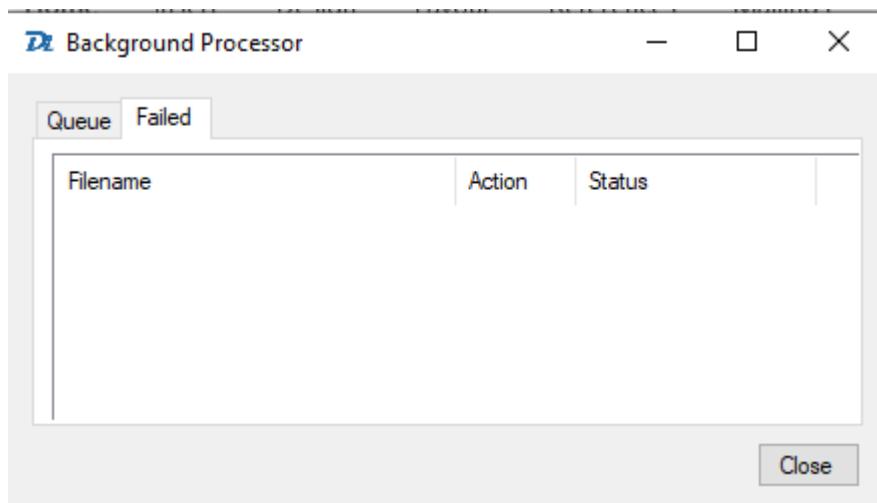 Background Processor
Queue Failed
Filename Action Status
Close